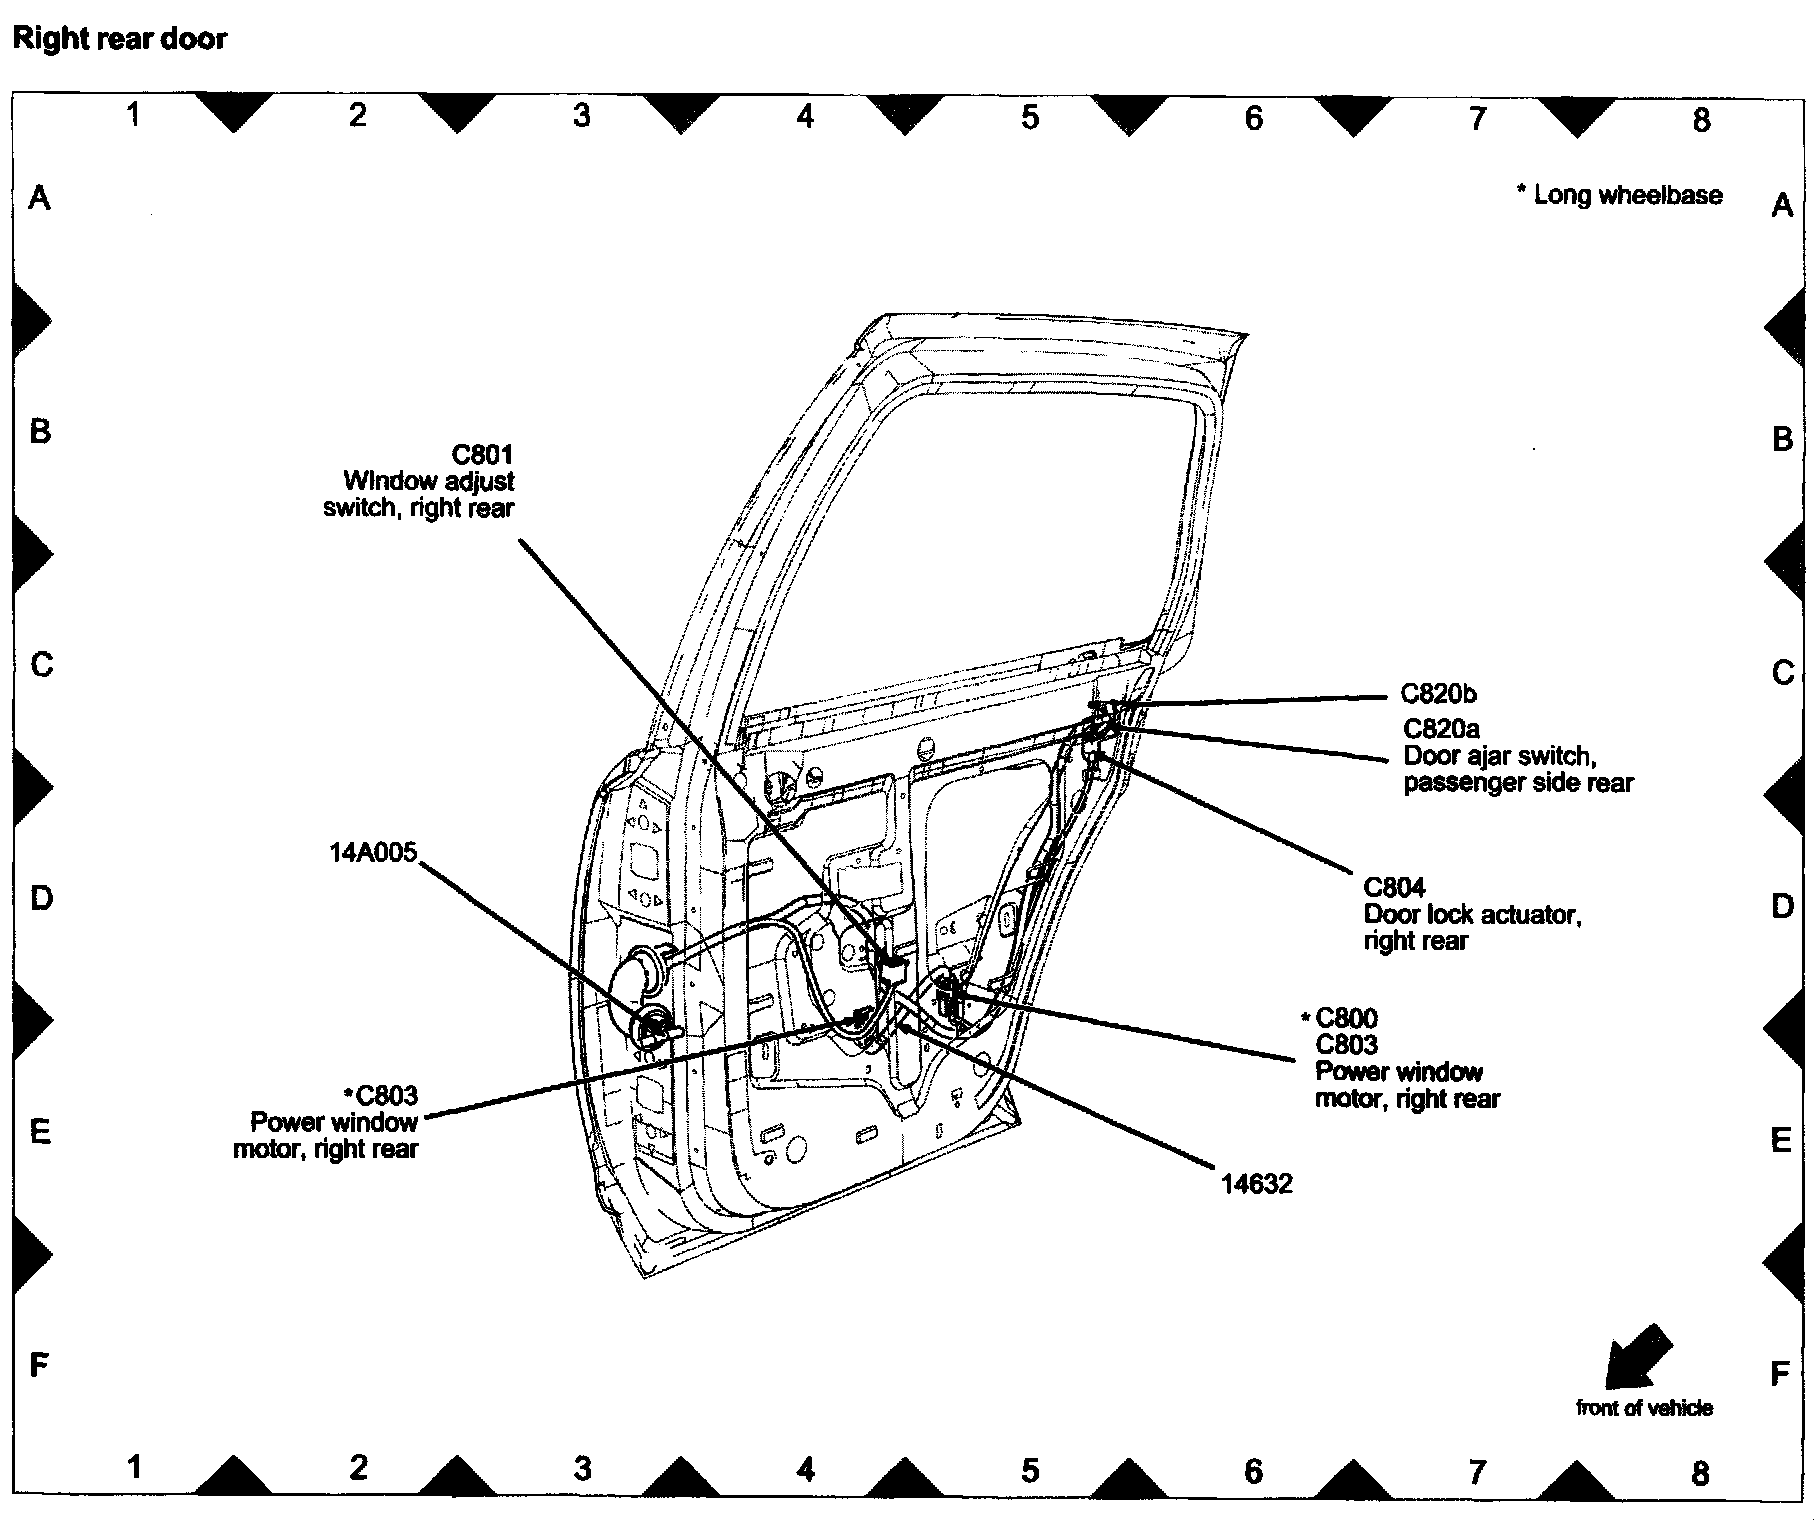 Right rear door
1 2 3 4 5 6 7 8
A
* Long wheelbase
A
B
B
C801
Window adjust
switch, right rear
C
C
C820b
C820a
Door ajar switch,
passenger side rear
14A005
D
D
C804
Door lock actuator,
right rear
*C800
C803
Power window
motor, right rear
*C803
Power window
motor, right rear
E
E
14632
F
F
front of vehicle
1 2 3 4 5 6 7 8